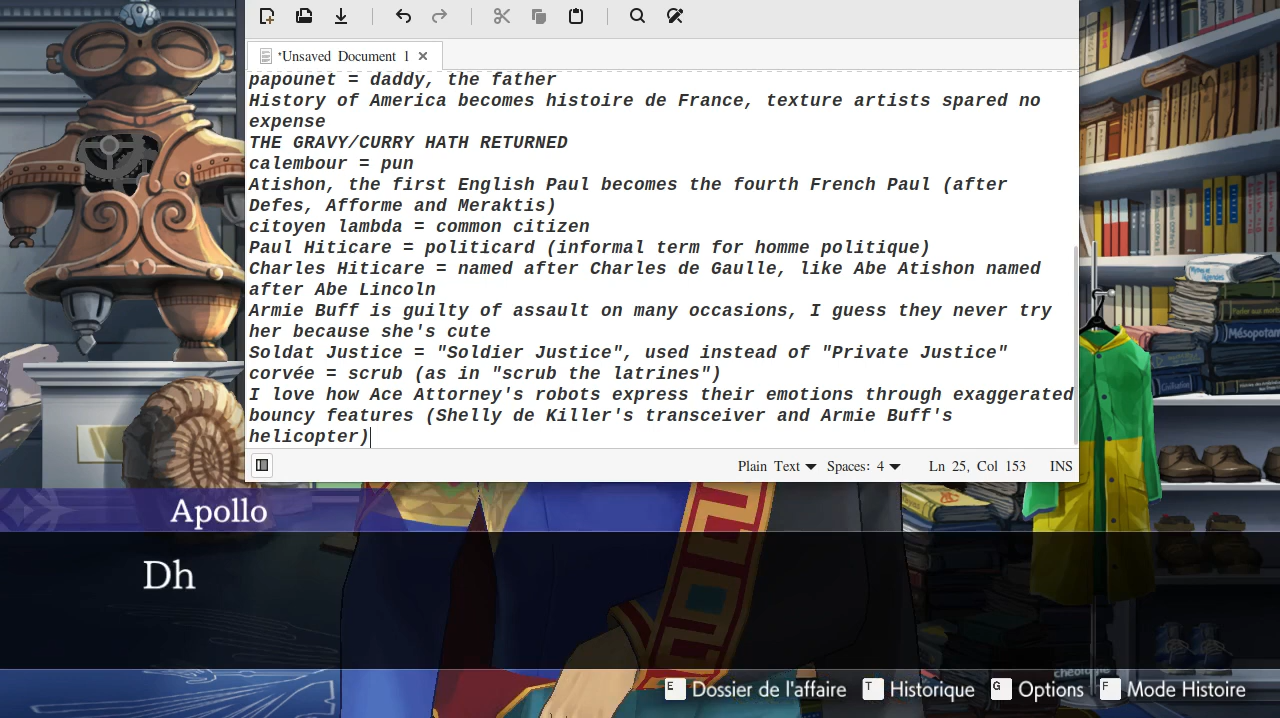 *Unsaved Document 1
papounet = daddy, the father
History of America becomes histoire de France, texture artists spared no
expense
THE GRAVY/CURRY HATH RETURNED
calembour = pun
Atishon, the first English Paul becomes the fourth French Paul (after
Defes, Afforme and Meraktis)
citoyen lambda = common citizen
Paul Hiticare = politicard (informal term for homme politique)
Charles Hiticare = named after Charles de Gaulle, like Abe Atishon named
after Abe Lincoln
Armie Buff is guilty of assault on many occasions, I guess they never try
her because she's cute
Soldat Justice = "Soldier Justice", used instead of "Private Justice"
corvée = scrub (as in "scrub the latrines")
I love how Ace Attorney's robots express their emotions through exaggerated
bouncy features (Shelly de Killer's transceiver and Armie Buff's
helicopter)
Plain Text Spaces: 4 Ln 25, Col 153 INS
Mésopotam
Apollo
Dh
E Dossier de l'affaire T Historique G Options F Mode Histoire